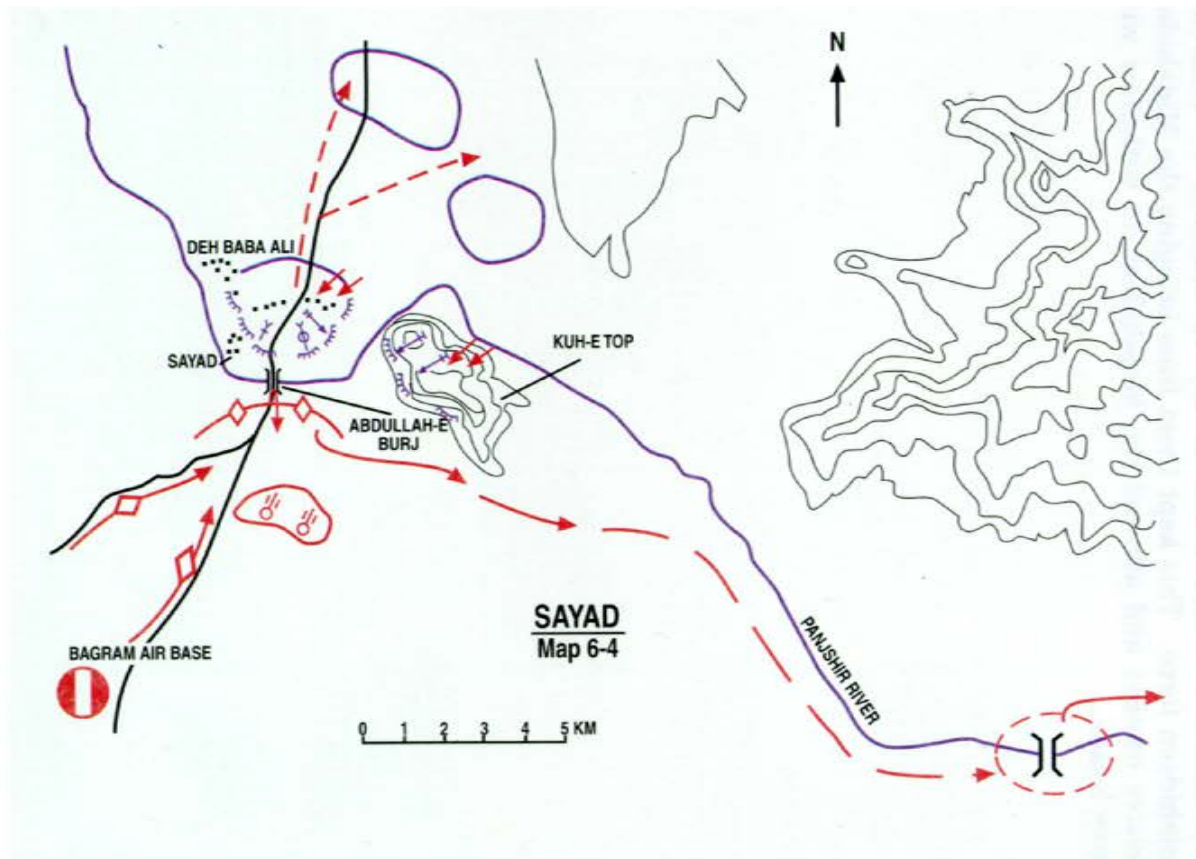 N
DEH BABA ALI
SAYAD
KUH-E TOP
ABDULLAH-E
BURJ
SAYAD
Map 6-4
BAGRAM AIR BASE
PANJSHIR RIVER
0 1 2 3 4 5 KM